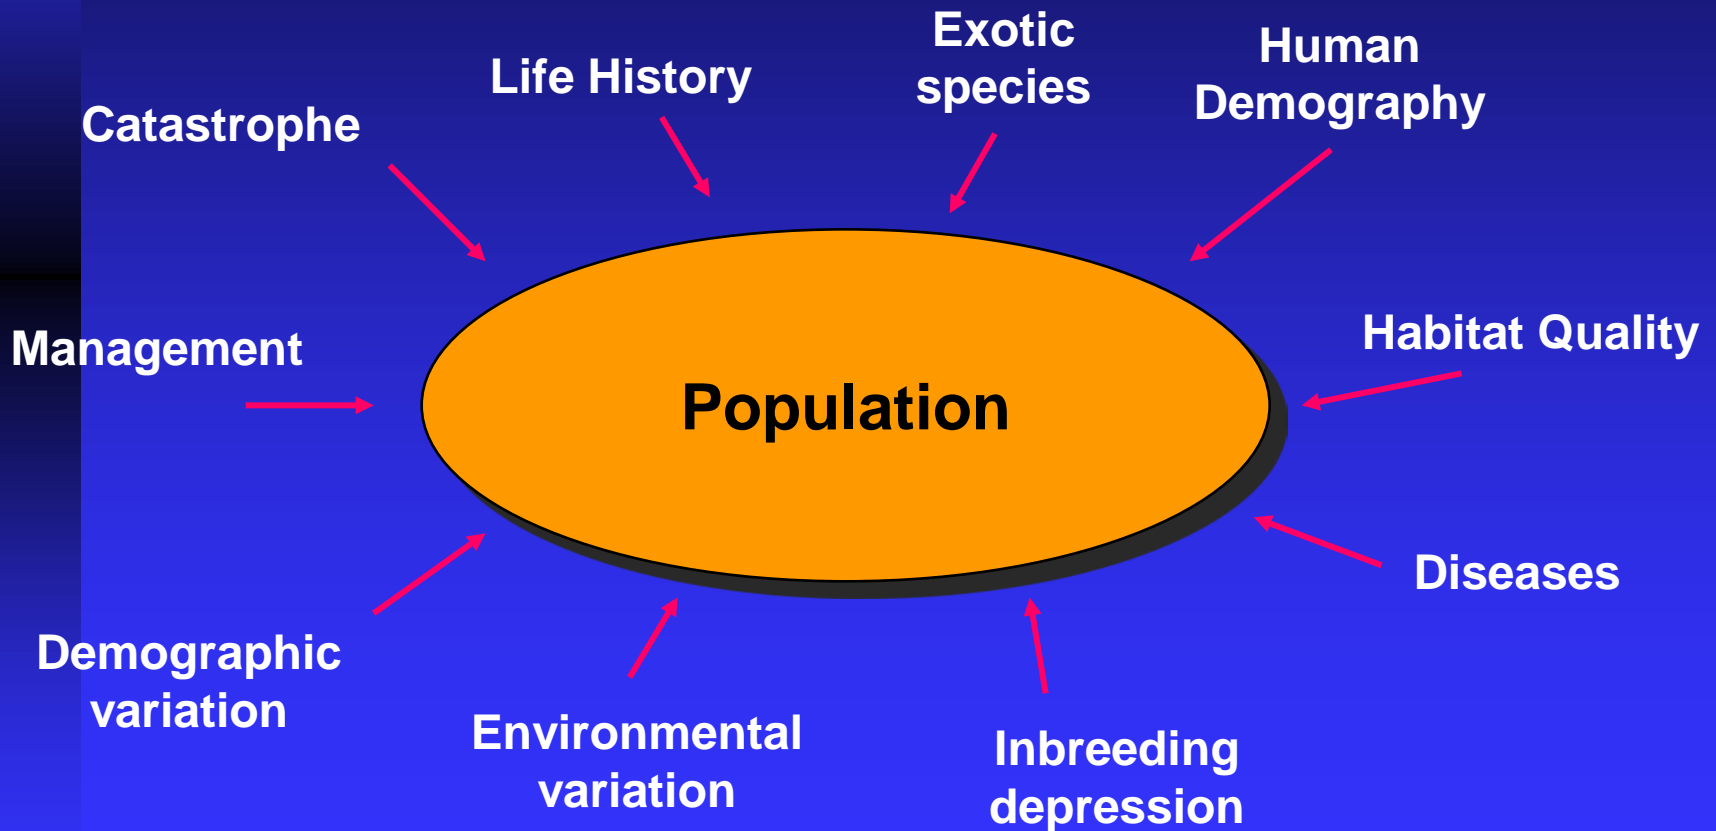 Exotic
species
Human
Demography
Life History
Catastrophe
Management
Habitat Quality
Population
Diseases
Demographic
variation
Environmental
variation
Inbreeding
depression